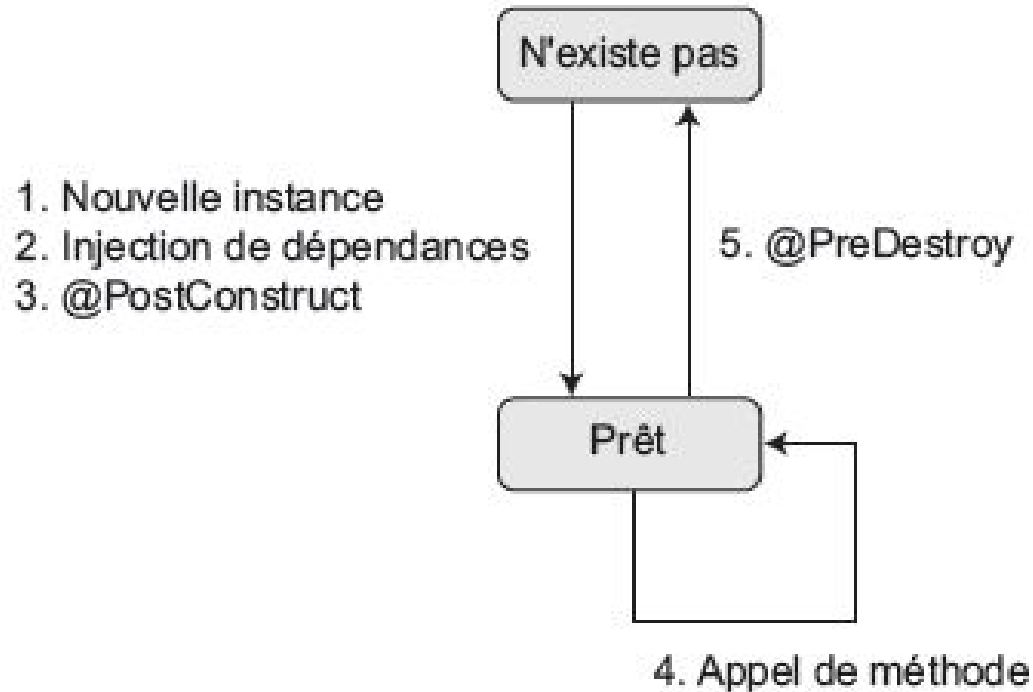 N'existe pas
1. Nouvelle instance
2. Injection de dépendances
3. @PostConstruct
5. @PreDestroy
Prêt
4. Appel de méthode